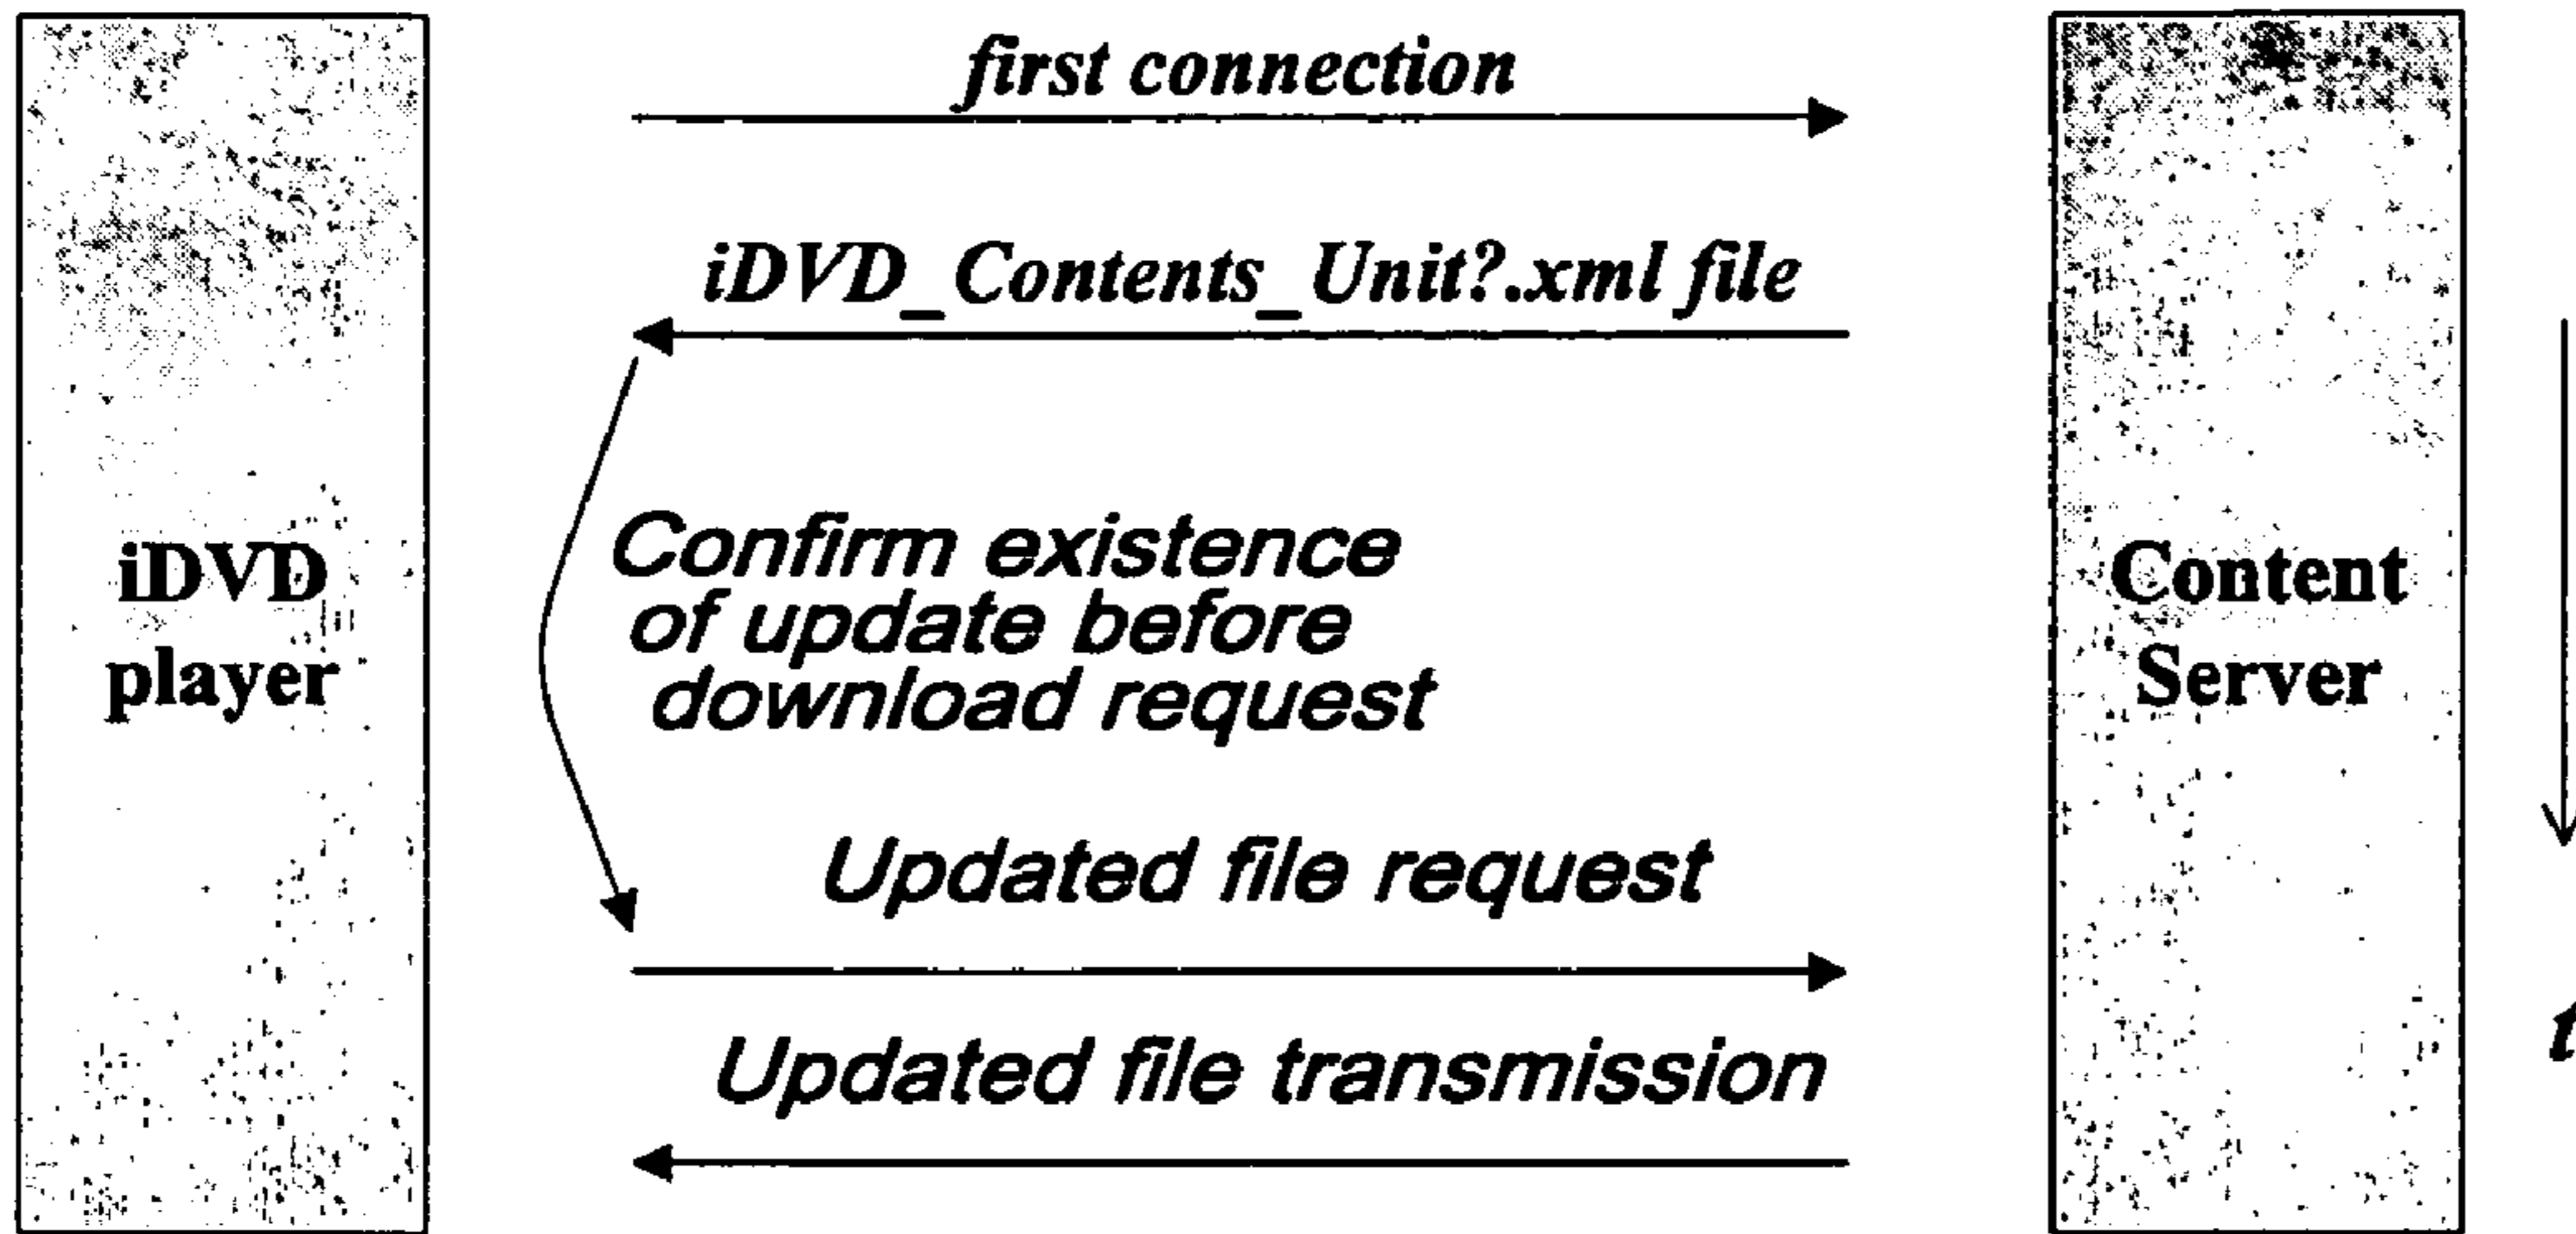 first connection
iDVD_Contents_Unit?.xml file
iDVD
player
Confirm existence
of update before
download request
Content
Server
Updated file request
Updated file transmission
t